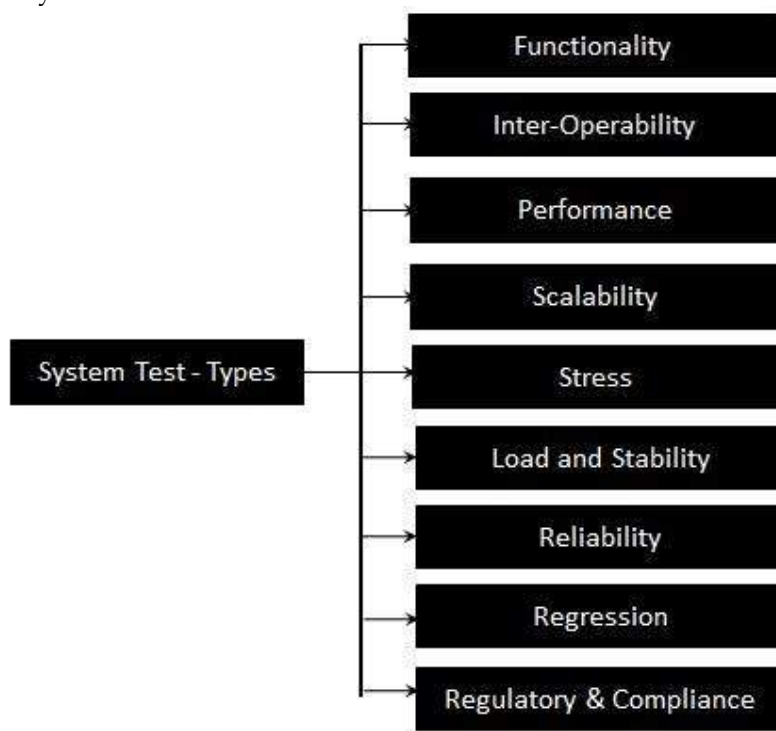 Functionality
Inter-Operability
Performance
Scalability
System Test - Types
Stress
Load and Stability
Reliability
Regression
Regulatory & Compliance